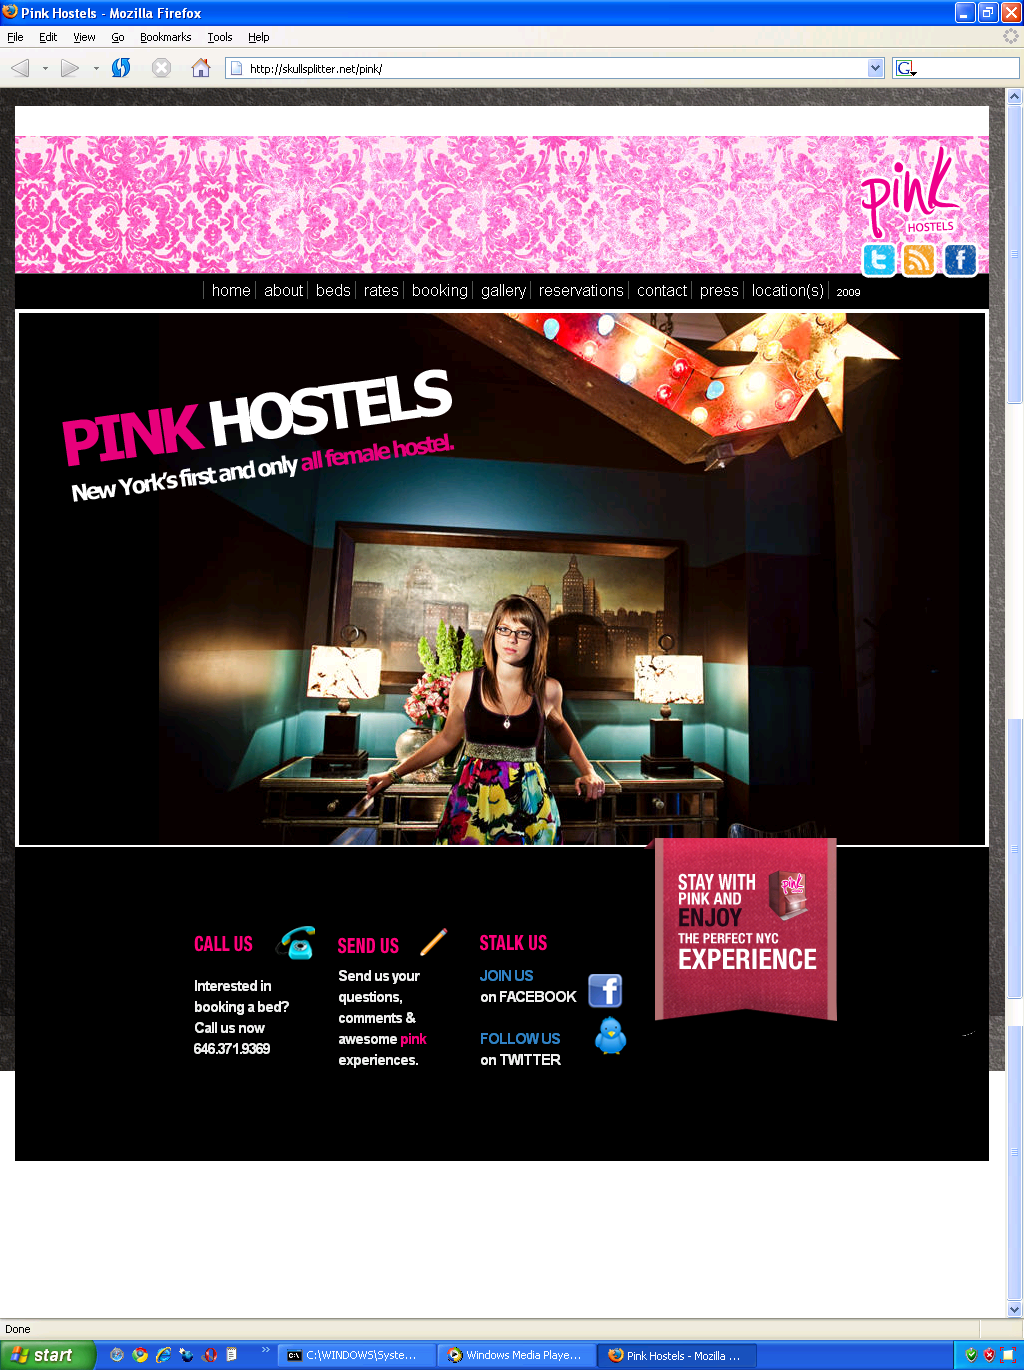 Pink Hostels - Mozilla Firefox
File Edit View Go Bookmarks Tools Help
http://skullsplitter.net/pink/
G
pink
HOSTELS
home about beds rates booking gallery reservations contact press location(s) 2009
PINK HOSTELS
New York's first and only all female hostel.
STAY WITH
PINK AND
ENJOY
THE PERFECT NYC
EXPERIENCE
pink
CALL US
Interested in
booking a bed?
Call us now
646.371.9369
SEND US
Send us your
questions,
comments &
awesome pink
experiences.
STALK US
JOIN US
on FACEBOOK
FOLLOW US
on TWITTER
Done
start
C:\WINDOWS\Syste...
Windows Media Playe...
Pink Hostels - Mozilla ...